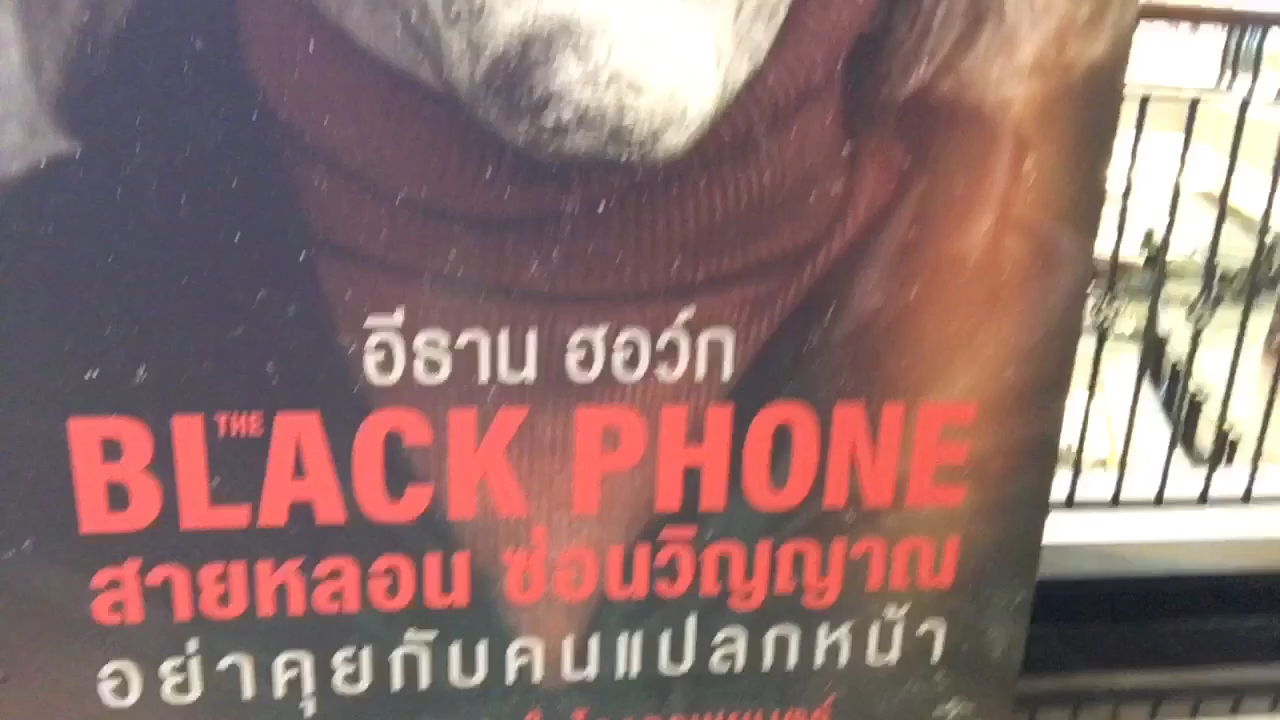 อีธาน ฮอว์ก
THE BLACK PHONE
สายหลอน ซ่อนวิญญาณ
อย่าคุยกับคนแปลกหน้า